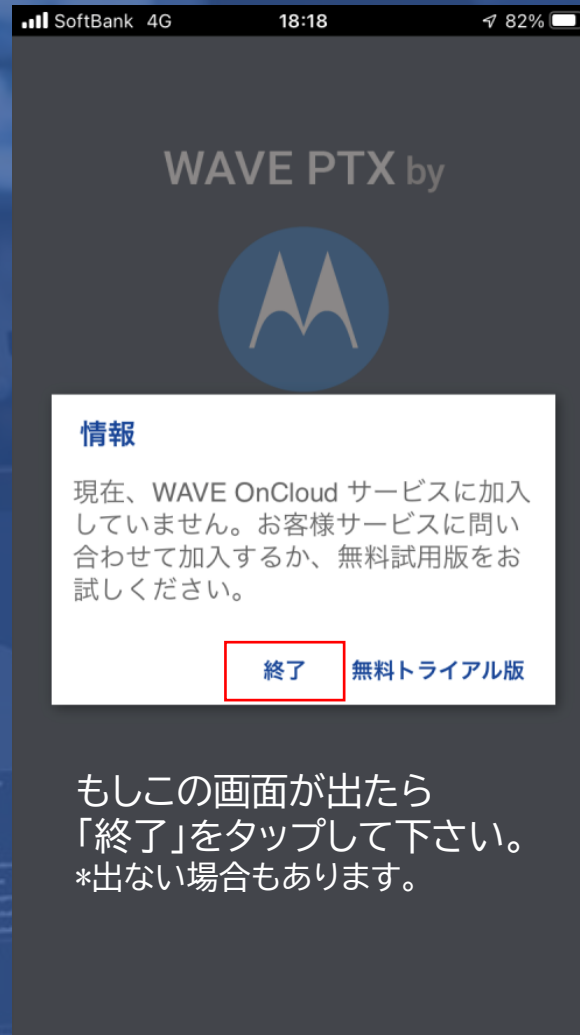 SoftBank 4G 18:18 82%
WAVE PTX by
情報
現在、WAVE OnCloud サービスに加入
していません。お客様サービスに問い
合わせて加入するか、無料試用版をお
試しください。
終了 無料トライアル版
もしこの画面が出たら
「終了」をタップして下さい。
*出ない場合もあります。